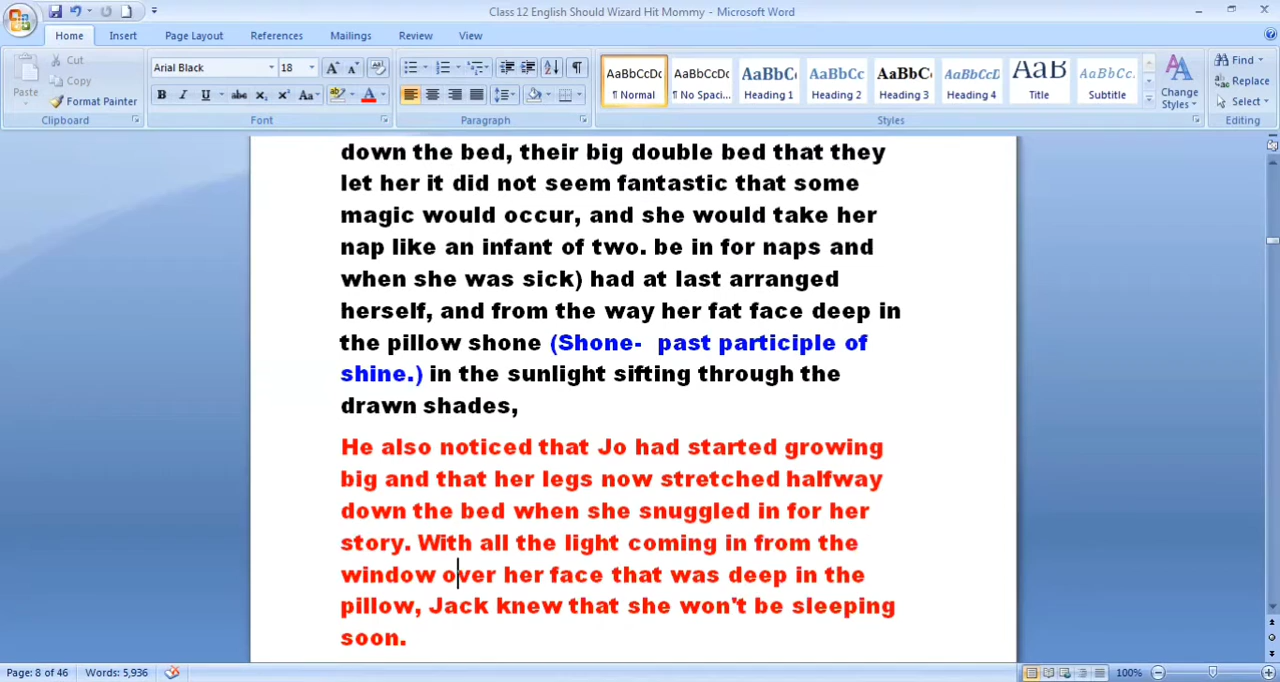 Class 12 English Should Wizard Hit Mommy - Microsoft Word
Home Insert Page Layout References Mailings Review View
Paste
Cut
Copy
Format Painter
Clipboard
Arial Black 18
Font
Paragraph
AaBbCcDc AaBbCcDc AaBbC AaBbCc AaBbC AaBbCcD AaB AaBbCc.
¶ Normal ¶ No Spaci... Heading 1 Heading 2 Heading 3 Heading 4 Title Subtitle
Change
Styles
Styles
Find
Replace
Select
Editing
down the bed, their big double bed that they
let her it did not seem fantastic that some
magic would occur, and she would take her
nap like an infant of two. be in for naps and
when she was sick) had at last arranged
herself, and from the way her fat face deep in
the pillow shone (Shone- past participle of
shine.) in the sunlight sifting through the
drawn shades,
He also noticed that Jo had started growing
big and that her legs now stretched halfway
down the bed when she snuggled in for her
story. With all the light coming in from the
window over her face that was deep in the
pillow, Jack knew that she won't be sleeping
soon.
Page: 8 of 46 Words: 5,936 100%